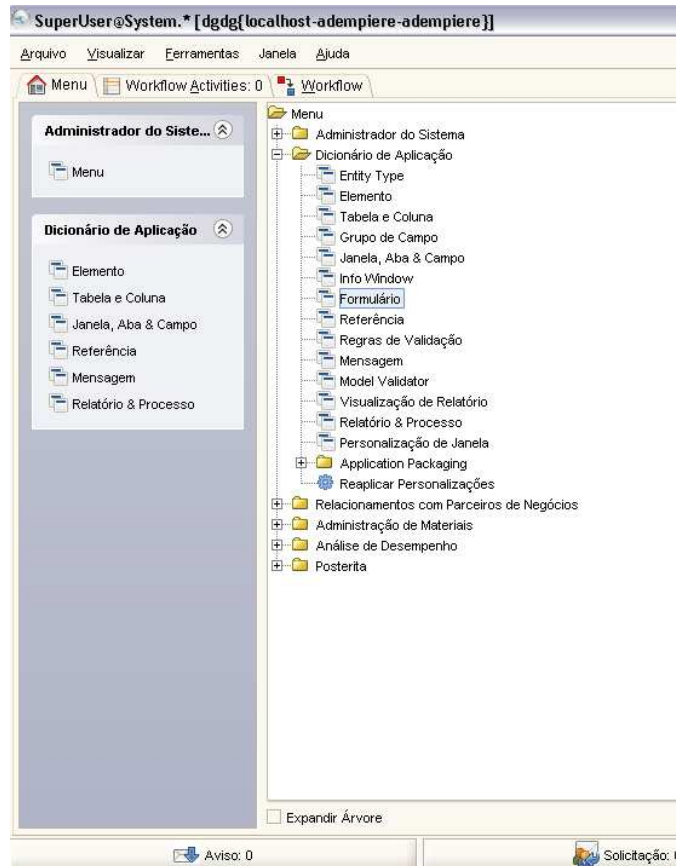 SuperUser@System.* [dgdg{localhost-adempiere-adempiere}]
Arquivo Visualizar Ferramentas Janela Ajuda
Menu Workflow Activities: 0 Workflow
Administrador do Siste...
Menu
Dicionário de Aplicação
Elemento
Tabela e Coluna
Janela, Aba & Campo
Referência
Mensagem
Relatório & Processo
Menu
Administrador do Sistema
Dicionário de Aplicação
Entity Type
Elemento
Tabela e Coluna
Grupo de Campo
Janela, Aba & Campo
Info Window
Formulário
Referência
Regras de Validação
Mensagem
Model Validator
Visualização de Relatório
Relatório & Processo
Personalização de Janela
Application Packaging
Reaplicar Personalizações
Relacionamentos com Parceiros de Negócios
Administração de Materiais
Análise de Desempenho
Posterita
Expandir Árvore
Aviso: 0 Solicitação: